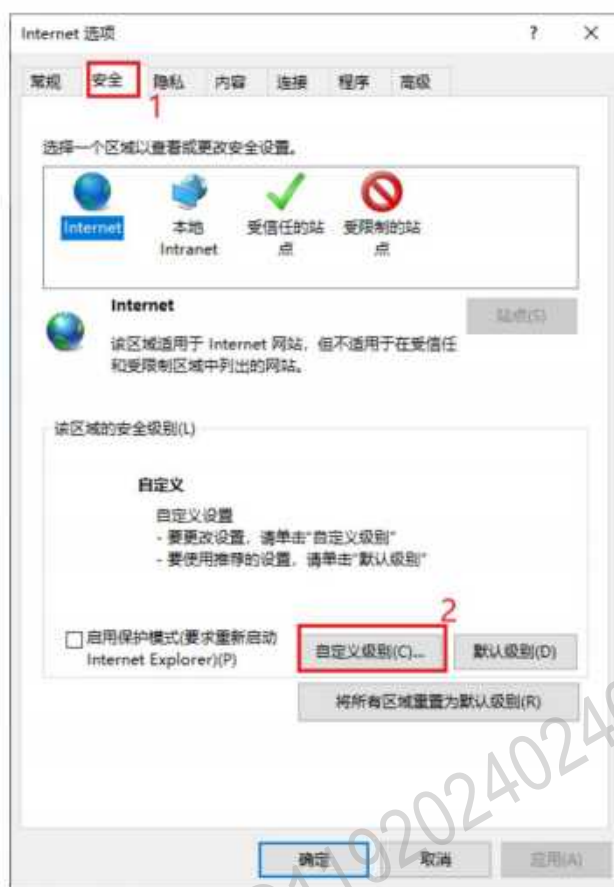 Internet 选项
? ×
常规 安全 隐私 内容 连接 程序 高级
1
选择一个区域以查看或更改安全设置。
Internet
本地
Intranet
受信任的站
点
受限制的站
点
Internet
站点(S)
该区域适用于 Internet 网站，但不适用于在受信任
和受限制区域中列出的网站。
该区域的安全级别(L)
自定义
自定义设置
- 要更改设置，请单击"自定义级别"
- 要使用推荐的设置，请单击"默认级别"
2
启用保护模式(要求重新启动
Internet Explorer)(P)
自定义级别(C)...
默认级别(D)
将所有区域重置为默认级别(R)
确定
取消
应用(A)